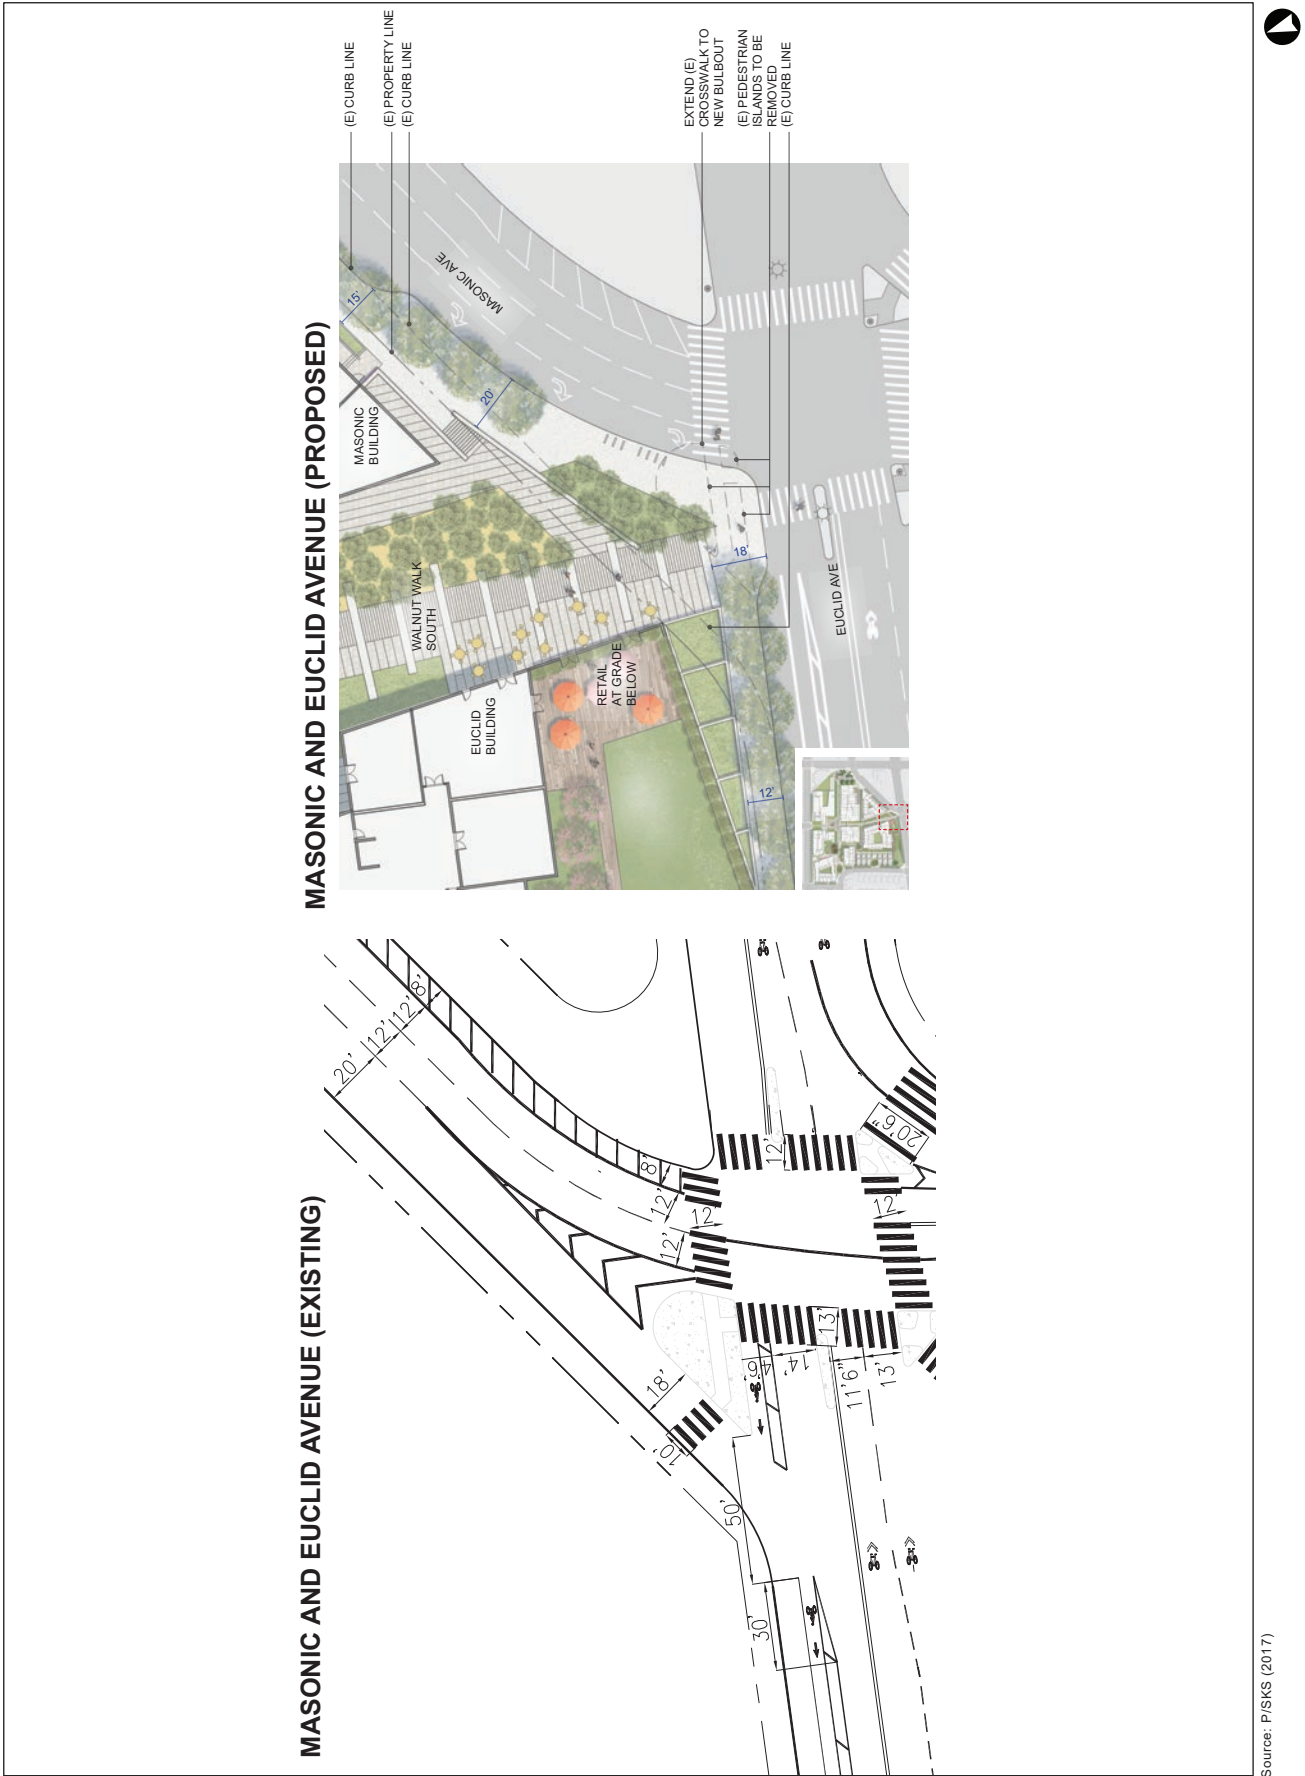 MASONIC AND EUCLID AVENUE (EXISTING)
20'
12'
12'
8'
8'
12'
12'
12'
12'
20'6"
12'
18'
10'
50'
30'
4'6"
14'
13'
11'6"
13'
MASONIC AND EUCLID AVENUE (PROPOSED)
(E) CURB LINE
(E) PROPERTY LINE
(E) CURB LINE
EXTEND (E)
CROSSWALK TO
NEW BULBOUT
(E) PEDESTRIAN
ISLANDS TO BE
REMOVED
(E) CURB LINE
15'
MASONIC
BUILDING
MASONIC AVE
20'
WALNUT WALK
SOUTH
EUCLID
BUILDING
RETAIL
AT GRADE
BELOW
18'
12'
EUCLID AVE
Source: P/SKS (2017)